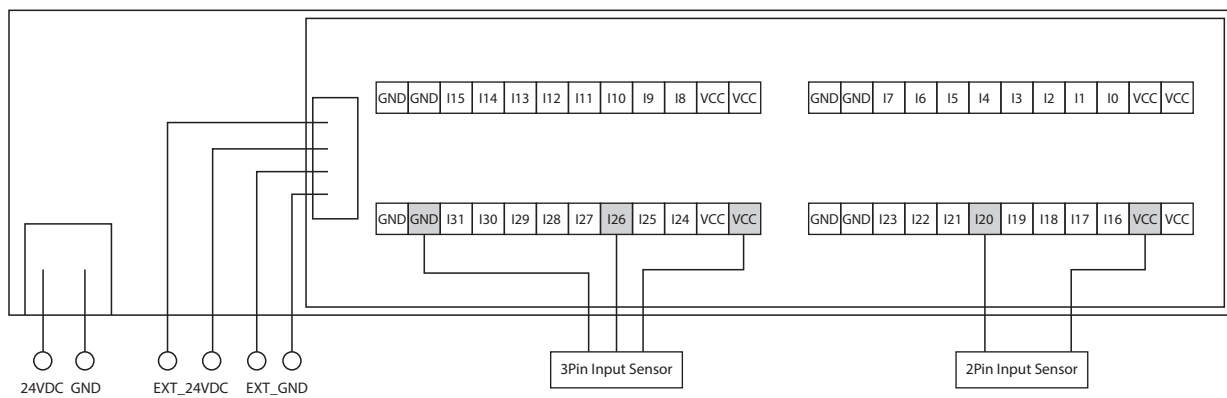 GND GND I15 I14 I13 I12 I11 I10 I9 I8 VCC VCC
GND GND I7 I6 I5 I4 I3 I2 I1 I0 VCC VCC
GND GND I31 I30 I29 I28 I27 I26 I25 I24 VCC VCC
GND GND I23 I22 I21 I20 I19 I18 I17 I16 VCC VCC
3Pin Input Sensor
2Pin Input Sensor
24VDC GND EXT_24VDC EXT_GND